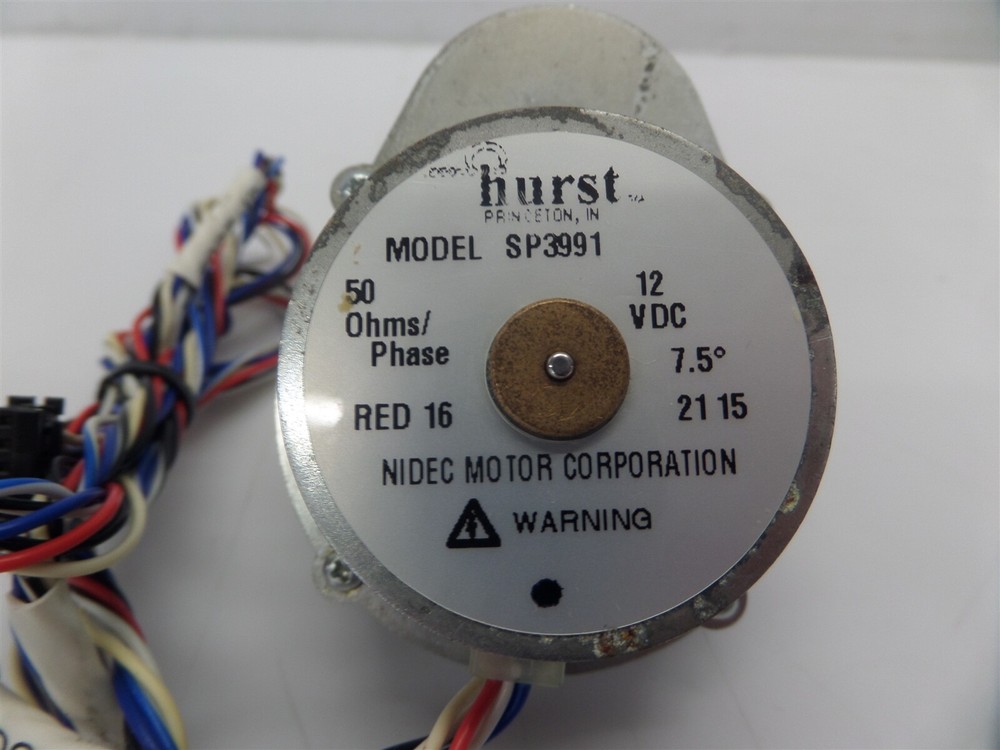 hurst
PRINCETON, IN
MODEL SP3991
50
Ohms/
Phase
12
VDC
7.5°
RED 16
21 15
NIDEC MOTOR CORPORATION
WARNING